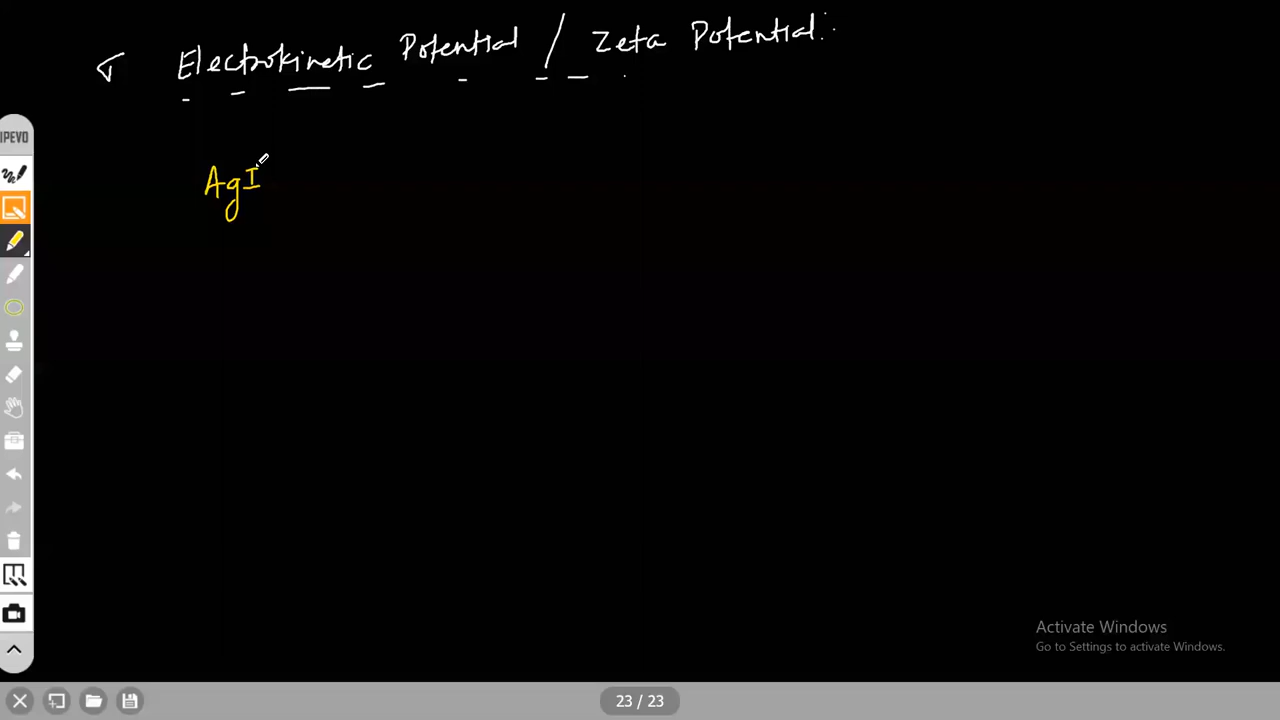 Electrokinetic Potential / Zeta Potential :
AgI
IPEVO
Activate Windows
Go to Settings to activate Windows.
23 / 23